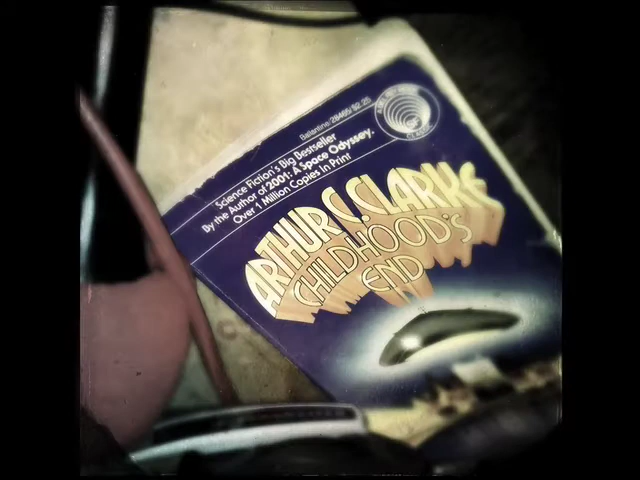 Ballantine/28465/$2.25
Science Fiction's Big Bestseller
By the Author of 2001: A Space Odyssey.
Over 1 Million Copies In Print
ARTHUR C. CLARKE
CHILDHOOD'S
END